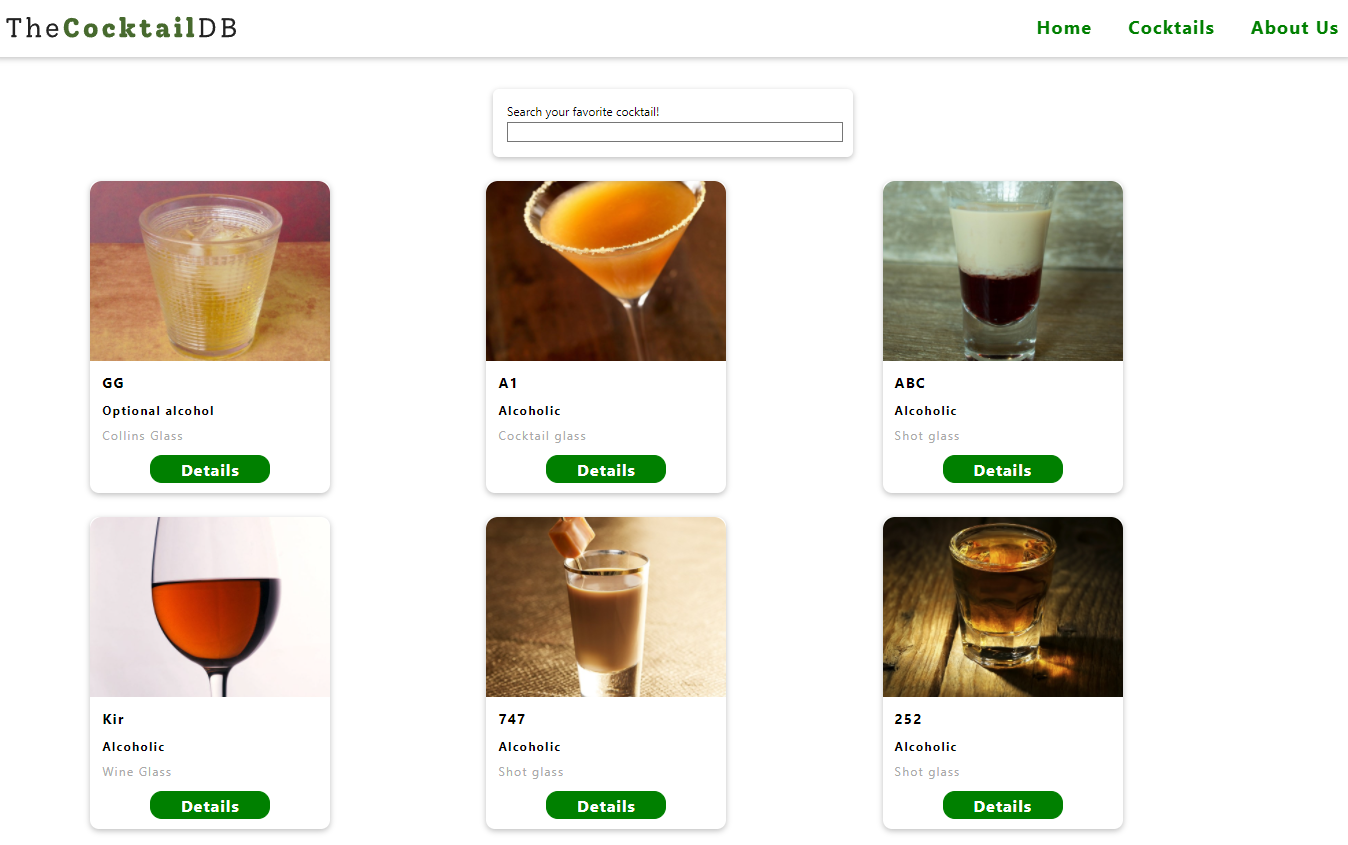 TheCocktailDB
Home Cocktails About Us
Search your favorite cocktail!
GG
Optional alcohol
Collins Glass
Details
A1
Alcoholic
Cocktail glass
Details
ABC
Alcoholic
Shot glass
Details
Kir
Alcoholic
Wine Glass
Details
747
Alcoholic
Shot glass
Details
252
Alcoholic
Shot glass
Details